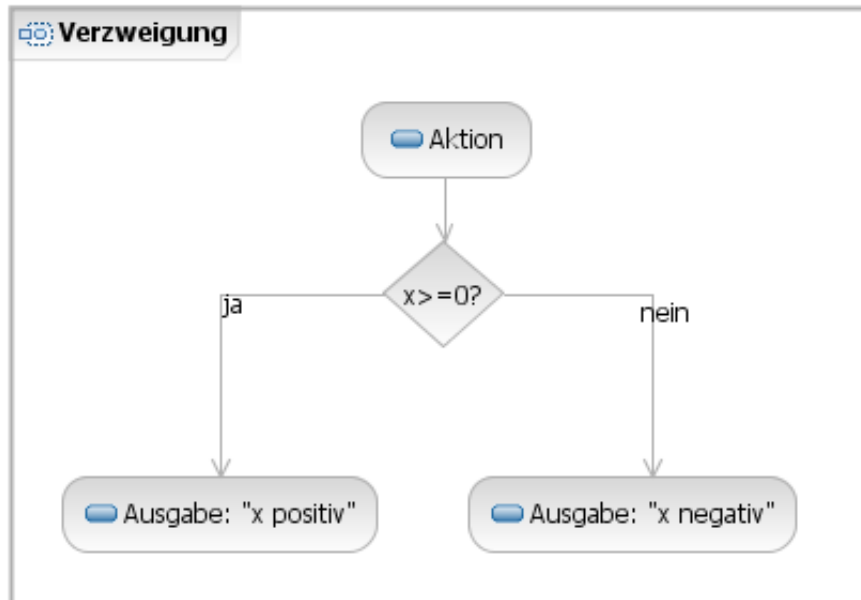 Verzweigung
Aktion
x>=0?
ja
nein
Ausgabe: "x positiv"
Ausgabe: "x negativ"